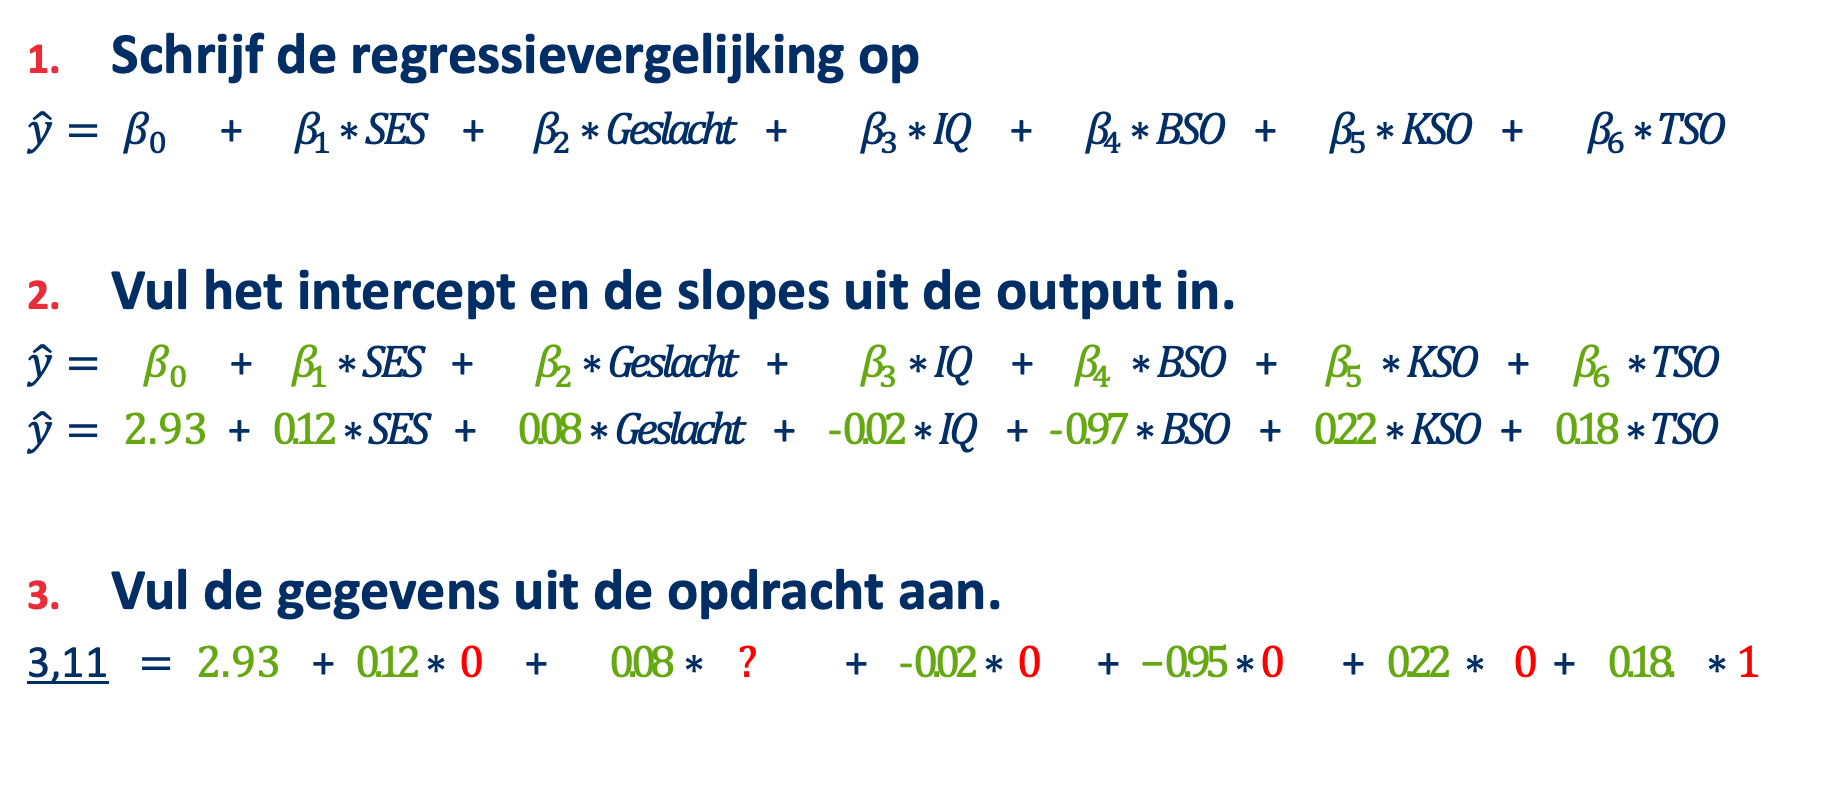 1. Schrijf de regressievergelijking op
ŷ = β₀ + β₁ * SES + β₂ * Geslacht + β₃ * IQ + β₄ * BSO + β₅ * KSO + β₆ * TSO
2. Vul het intercept en de slopes uit de output in.
ŷ = β₀ + β₁ * SES + β₂ * Geslacht + β₃ * IQ + β₄ * BSO + β₅ * KSO + β₆ * TSO
ŷ = 2.93 + 0.12 * SES + 0.08 * Geslacht + -0.02 * IQ + -0.97 * BSO + 0.22 * KSO + 0.18 * TSO
3. Vul de gegevens uit de opdracht aan.
3,11 = 2.93 + 0.12 * 0 + 0.08 * ? + -0.02 * 0 + −0.95 * 0 + 0.22 * 0 + 0.18. * 1